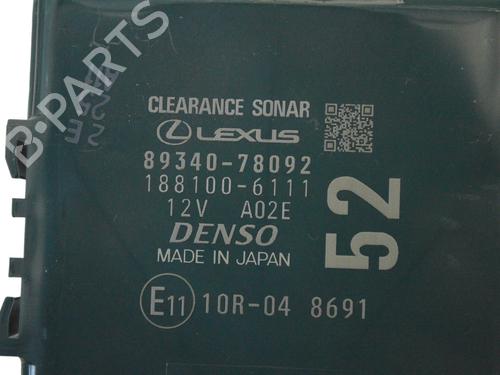 B-PARTS
CLEARANCE SONAR
LEXUS
89340-78092
188100-6111
12V A02E
DENSO
MADE IN JAPAN
52
E11 10R-04 8691